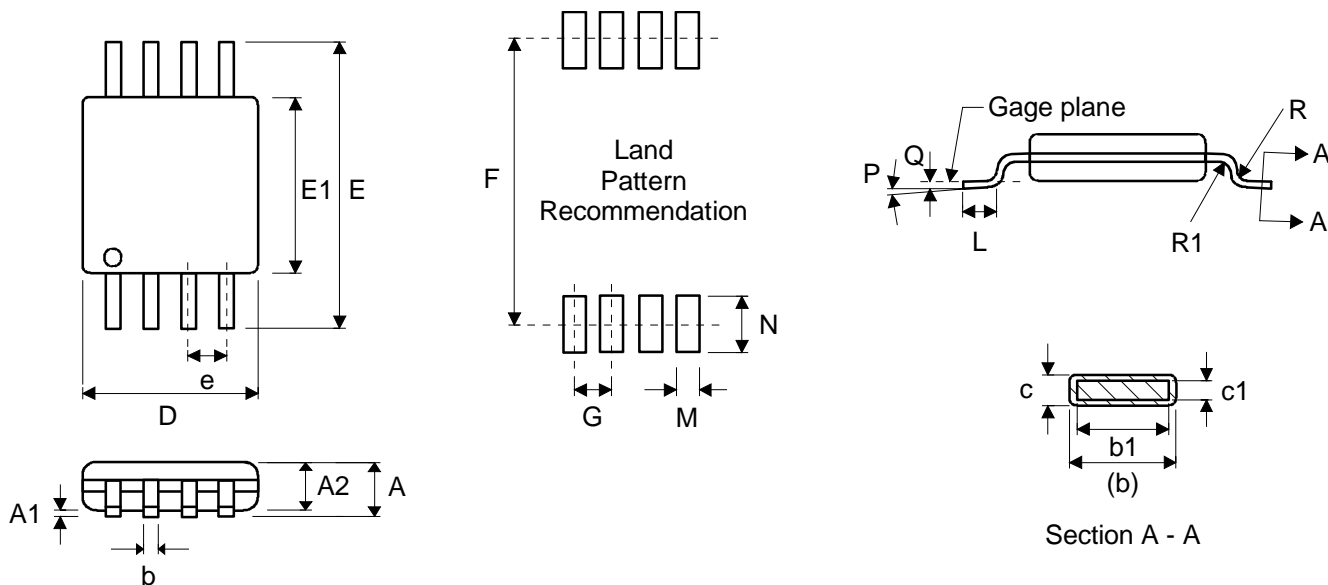 E1
E
e
D
A2
A
A1
b
F
Land
Pattern
Recommendation
N
G
M
Gage plane
R
A
Q
P
L
R1
A
c
c1
b1
(b)
Section A - A